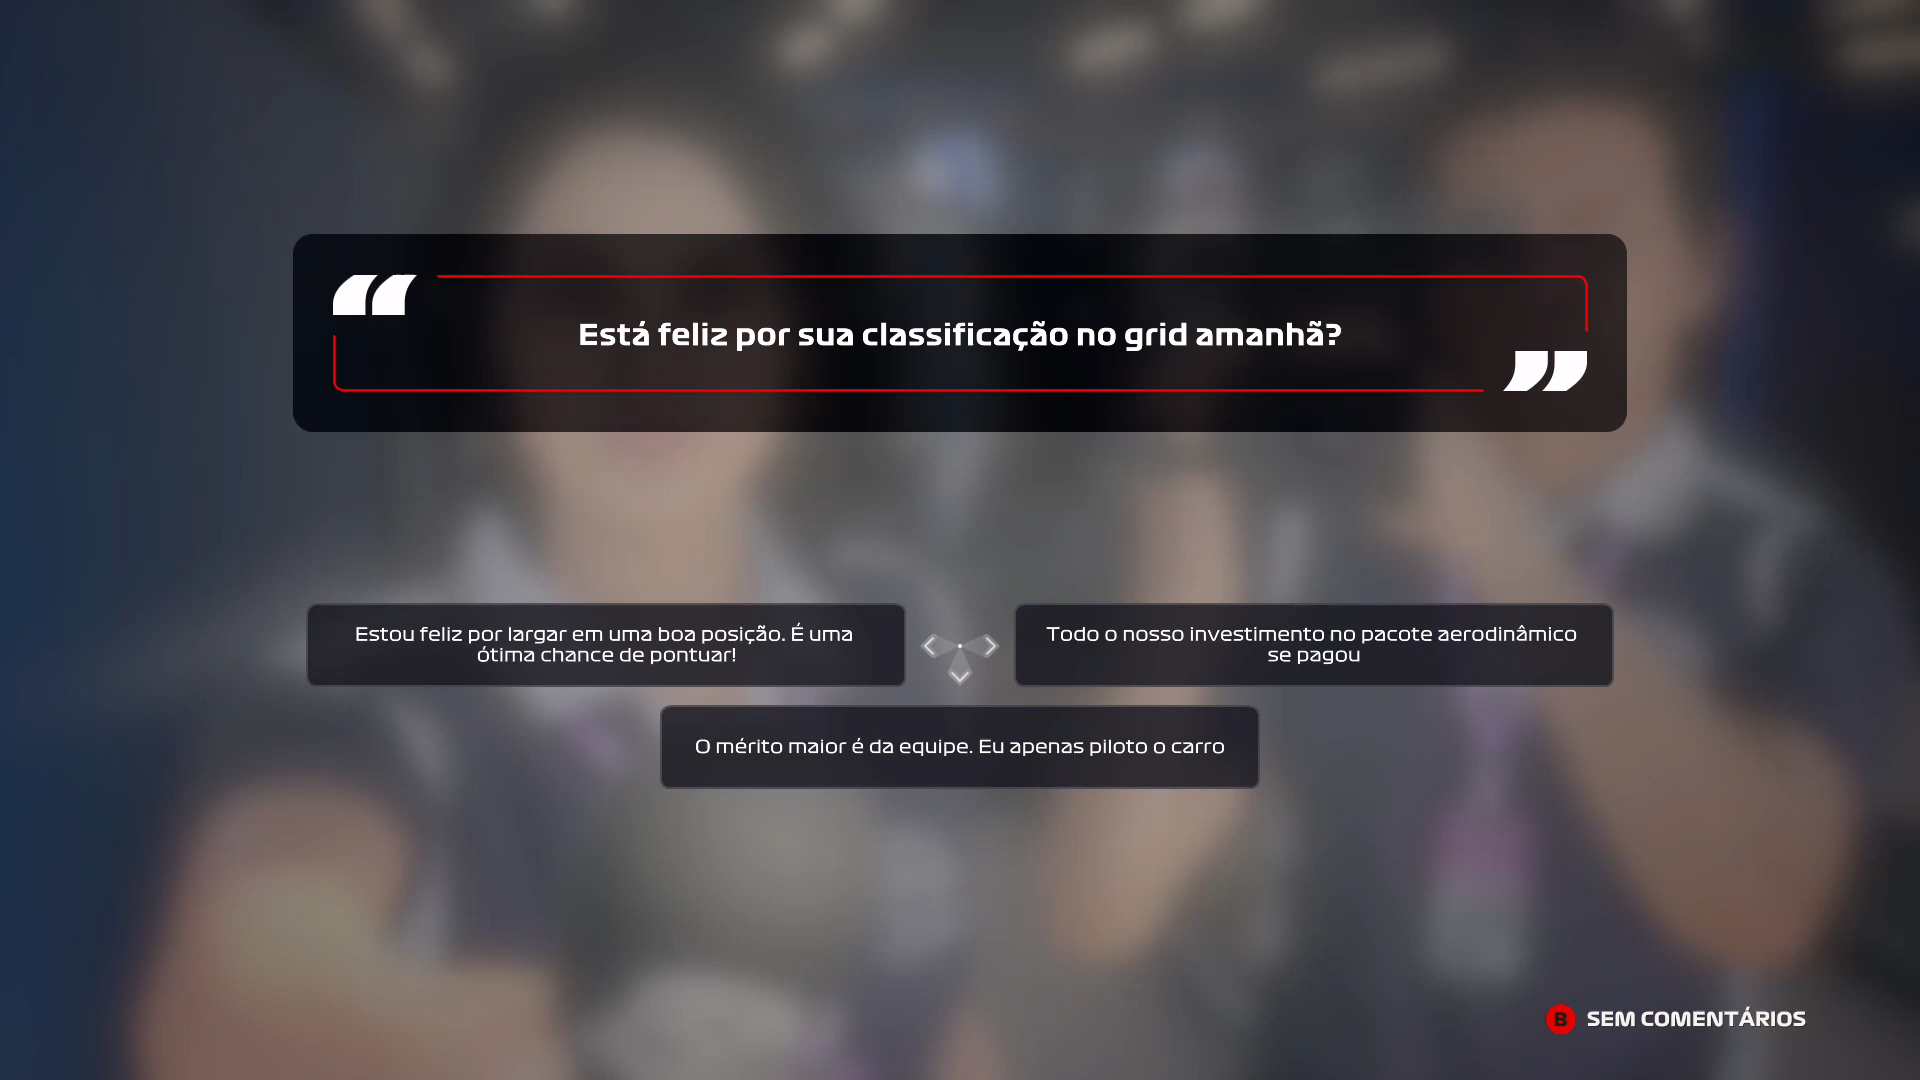 Está feliz por sua classificação no grid amanhã?
Estou feliz por largar em uma boa posição. É uma
ótima chance de pontuar!
Todo o nosso investimento no pacote aerodinâmico
se pagou
O mérito maior é da equipe. Eu apenas piloto o carro
B SEM COMENTÁRIOS